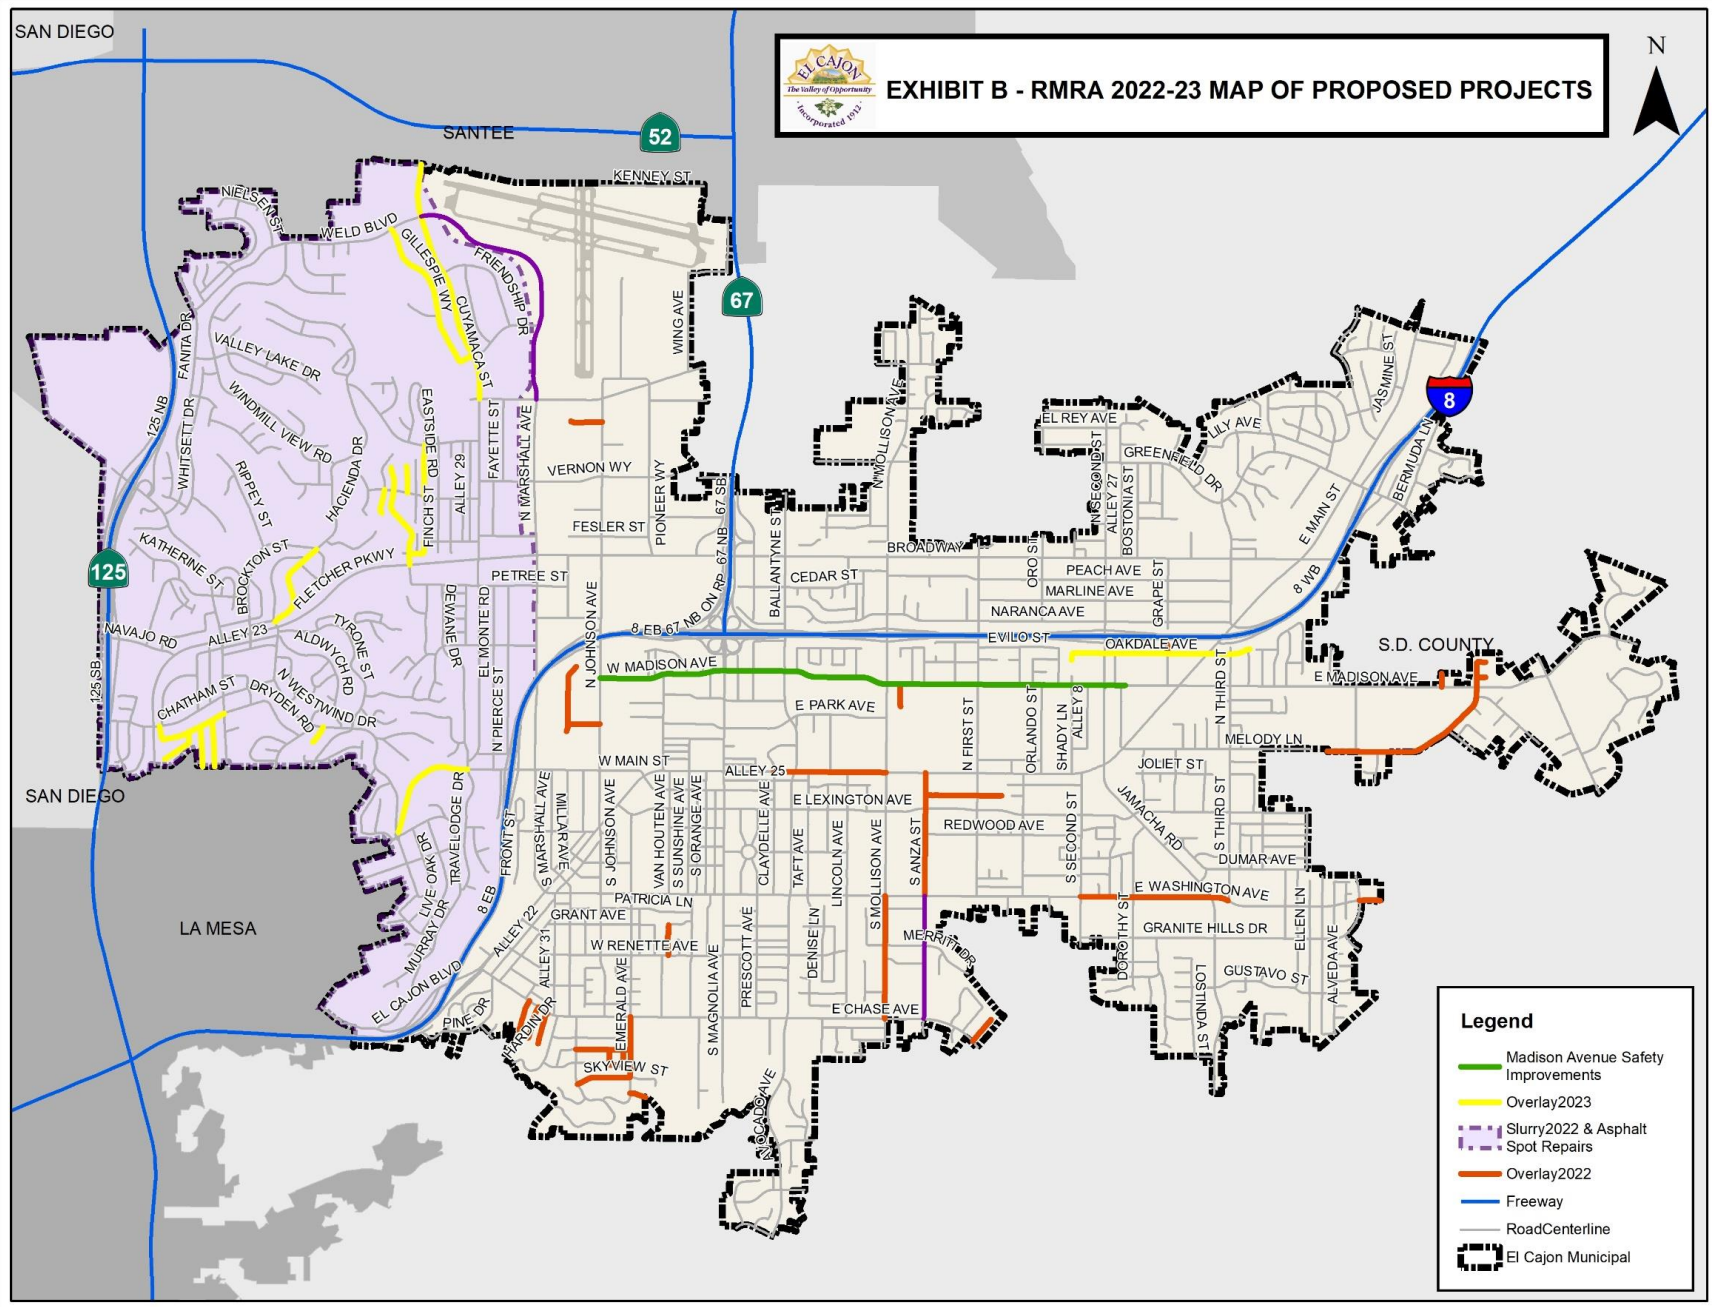 SAN DIEGO
EL CAJON
The Valley of Opportunity
Incorporated 1912
EXHIBIT B - RMRA 2022-23 MAP OF PROPOSED PROJECTS
N
SANTEE
52
KENNEY ST
NIELSEN ST
WELD BLVD
GILLESPIE WY
FRIENDSHIP DR
CUYAMACA ST
WING AVE
67
FANITA DR
VALLEY LAKE DR
JASMINE ST
8
125 NB
WHITSETT DR
WINDMILL VIEW RD
EASTSIDE RD
FAYETTE ST
N MARSHALL AVE
N MOLLISON AVE
EL REY AVE
LILY AVE
BERMUDA LN
RIPPEY ST
HACIENDA DR
ALLEY 29
VERNON WY
PIONEER WY
67 SB
N SECOND ST
GREENFIELD DR
ALLEY 27
BOSTONIA ST
E MAIN ST
FINCH ST
FESLER ST
67 NB
BALLANTYNE ST
BROADWAY
KATHERINE ST
BROCKTON ST
FLETCHER PKWY
125
PETREE ST
CEDAR ST
ORO ST
PEACH AVE
GRAPE ST
MARLINE AVE
8 WB
NARANCA AVE
DEWANE DR
EL MONTE RD
N JOHNSON AVE
8 EB 67 NB ON RP
EVILO ST
OAKDALE AVE
NAVAJO RD
ALLEY 23
ALDWYCH RD
TYRONE ST
S.D. COUNTY
125 SB
W MADISON AVE
E MADISON AVE
CHATHAM ST
DRYDEN RD
N WESTWIND DR
N PIERCE ST
E PARK AVE
N FIRST ST
ORLANDO ST
SHADY LN
ALLEY 8
N THIRD ST
MELODY LN
W MAIN ST
ALLEY 25
JOLIET ST
SAN DIEGO
TRAVELODGE DR
FRONT ST
S MARSHALL AVE
MILLAR AVE
S JOHNSON AVE
VAN HOUTEN AVE
S SUNSHINE AVE
S ORANGE AVE
CLAYDELLE AVE
TAFT AVE
LINCOLN AVE
E LEXINGTON AVE
S MOLLISON AVE
S ANZA ST
REDWOOD AVE
S SECOND ST
JAMACHA RD
S THIRD ST
DUMAR AVE
LIVE OAK DR
MURRAY DR
8 EB
PATRICIA LN
E WASHINGTON AVE
LA MESA
ALLEY 22
GRANT AVE
ALLEY 31
W RENETTE AVE
S MAGNOLIA AVE
PRESCOTT AVE
DENISE LN
MERRITT DR
DOROTHY ST
GRANITE HILLS DR
ELLEN LN
EL CAJON BLVD
EMERALD AVE
LOSTINDA ST
GUSTAVO ST
ALVEDA AVE
PINE DR
HARDIN DR
E CHASE AVE
SKYVIEW ST
AVOCADO AVE
Legend
Madison Avenue Safety
Improvements
Overlay2023
Slurry2022 & Asphalt
Spot Repairs
Overlay2022
Freeway
RoadCenterline
El Cajon Municipal